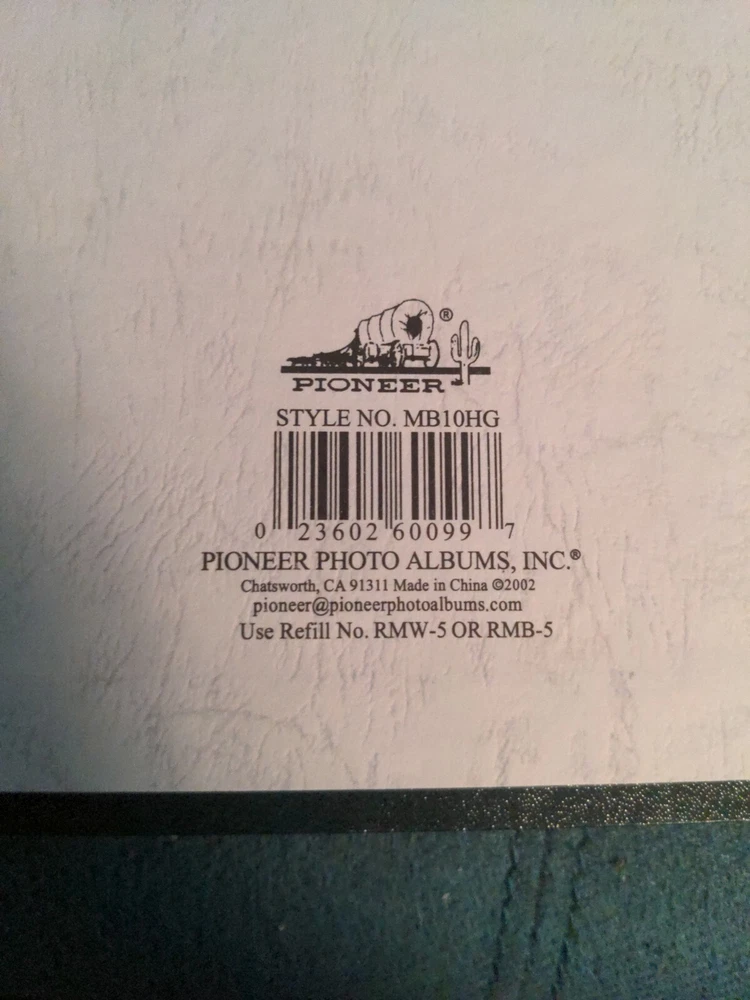 ®
PIONEER
STYLE NO. MB10HG
0 23602 60099 7
PIONEER PHOTO ALBUMS, INC.®
Chatsworth, CA 91311 Made in China ©2002
pioneer@pioneerphotoalbums.com
Use Refill No. RMW-5 OR RMB-5